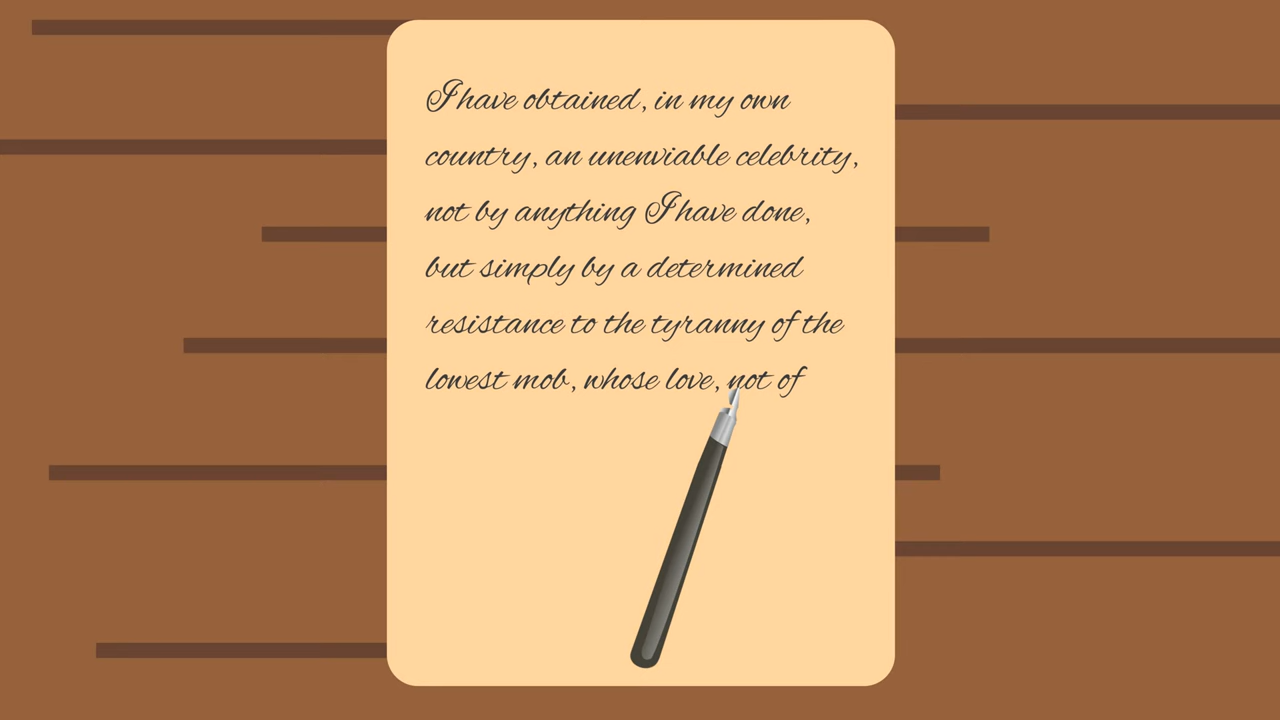 I have obtained, in my own
country, an unenviable celebrity,
not by anything I have done,
but simply by a determined
resistance to the tyranny of the
lowest mob, whose love, not of